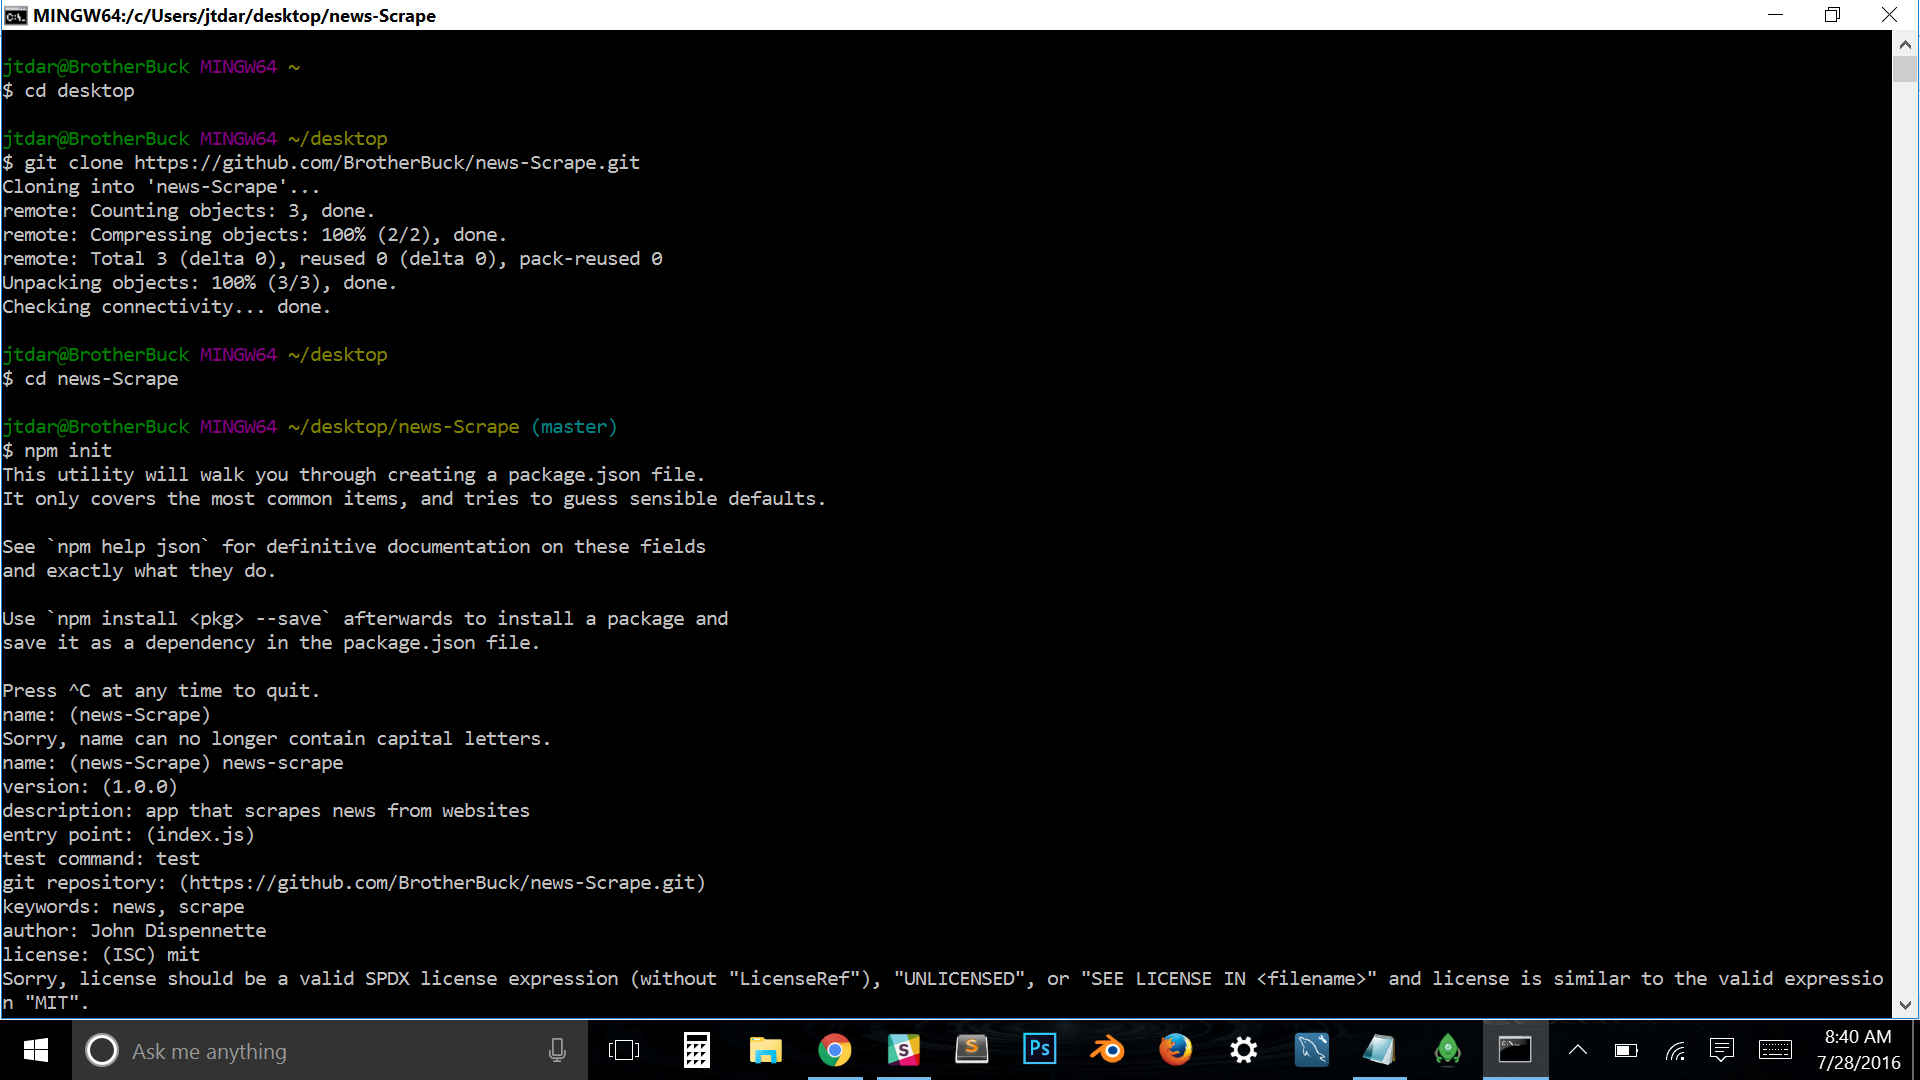 MINGW64:/c/Users/jtdar/desktop/news-Scrape
jtdar@BrotherBuck MINGW64 ~
$ cd desktop
jtdar@BrotherBuck MINGW64 ~/desktop
$ git clone https://github.com/BrotherBuck/news-Scrape.git
Cloning into 'news-Scrape'...
remote: Counting objects: 3, done.
remote: Compressing objects: 100% (2/2), done.
remote: Total 3 (delta 0), reused 0 (delta 0), pack-reused 0
Unpacking objects: 100% (3/3), done.
Checking connectivity... done.
jtdar@BrotherBuck MINGW64 ~/desktop
$ cd news-Scrape
jtdar@BrotherBuck MINGW64 ~/desktop/news-Scrape (master)
$ npm init
This utility will walk you through creating a package.json file.
It only covers the most common items, and tries to guess sensible defaults.
See `npm help json` for definitive documentation on these fields
and exactly what they do.
Use `npm install <pkg> --save` afterwards to install a package and
save it as a dependency in the package.json file.
Press ^C at any time to quit.
name: (news-Scrape)
Sorry, name can no longer contain capital letters.
name: (news-Scrape) news-scrape
version: (1.0.0)
description: app that scrapes news from websites
entry point: (index.js)
test command: test
git repository: (https://github.com/BrotherBuck/news-Scrape.git)
keywords: news, scrape
author: John Dispennette
license: (ISC) mit
Sorry, license should be a valid SPDX license expression (without "LicenseRef"), "UNLICENSED", or "SEE LICENSE IN <filename>" and license is similar to the valid expressio
n "MIT".
Ask me anything
S
Ps
8:40 AM
7/28/2016